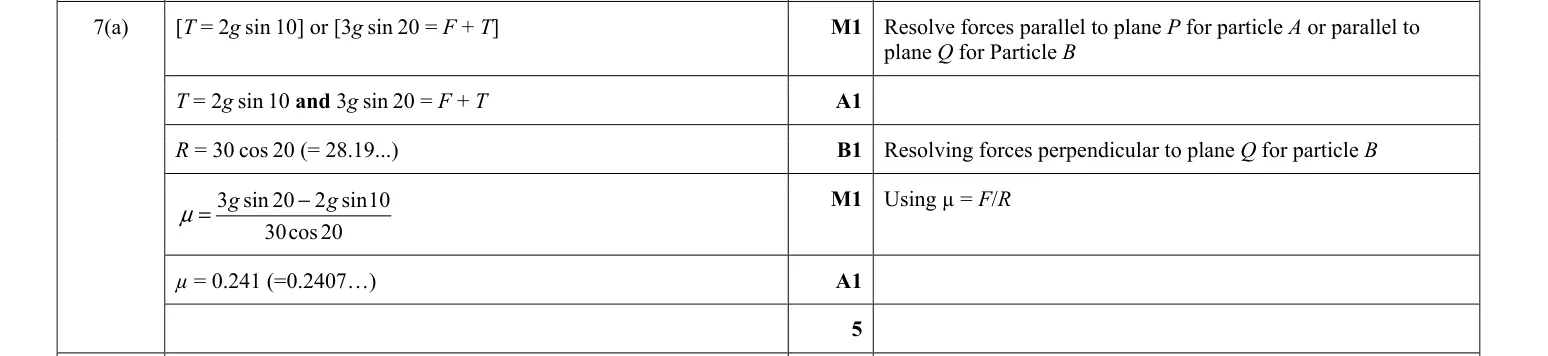 7(a) [T = 2g sin 10] or [3g sin 20 = F + T] M1 Resolve forces parallel to plane P for particle A or parallel to
plane Q for Particle B
T = 2g sin 10 and 3g sin 20 = F + T A1
R = 30 cos 20 (= 28.19...) B1 Resolving forces perpendicular to plane Q for particle B
μ = (3g sin 20 − 2g sin10) / (30 cos 20) M1 Using μ = F/R
μ = 0.241 (=0.2407…) A1
5